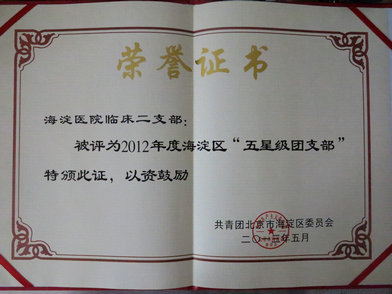 荣誉证书
海淀医院临床二支部：
被评为2012年度海淀区“五星级团支部”
特颁此证，以资鼓励
共青团北京市海淀区委员会
二〇一三年五月